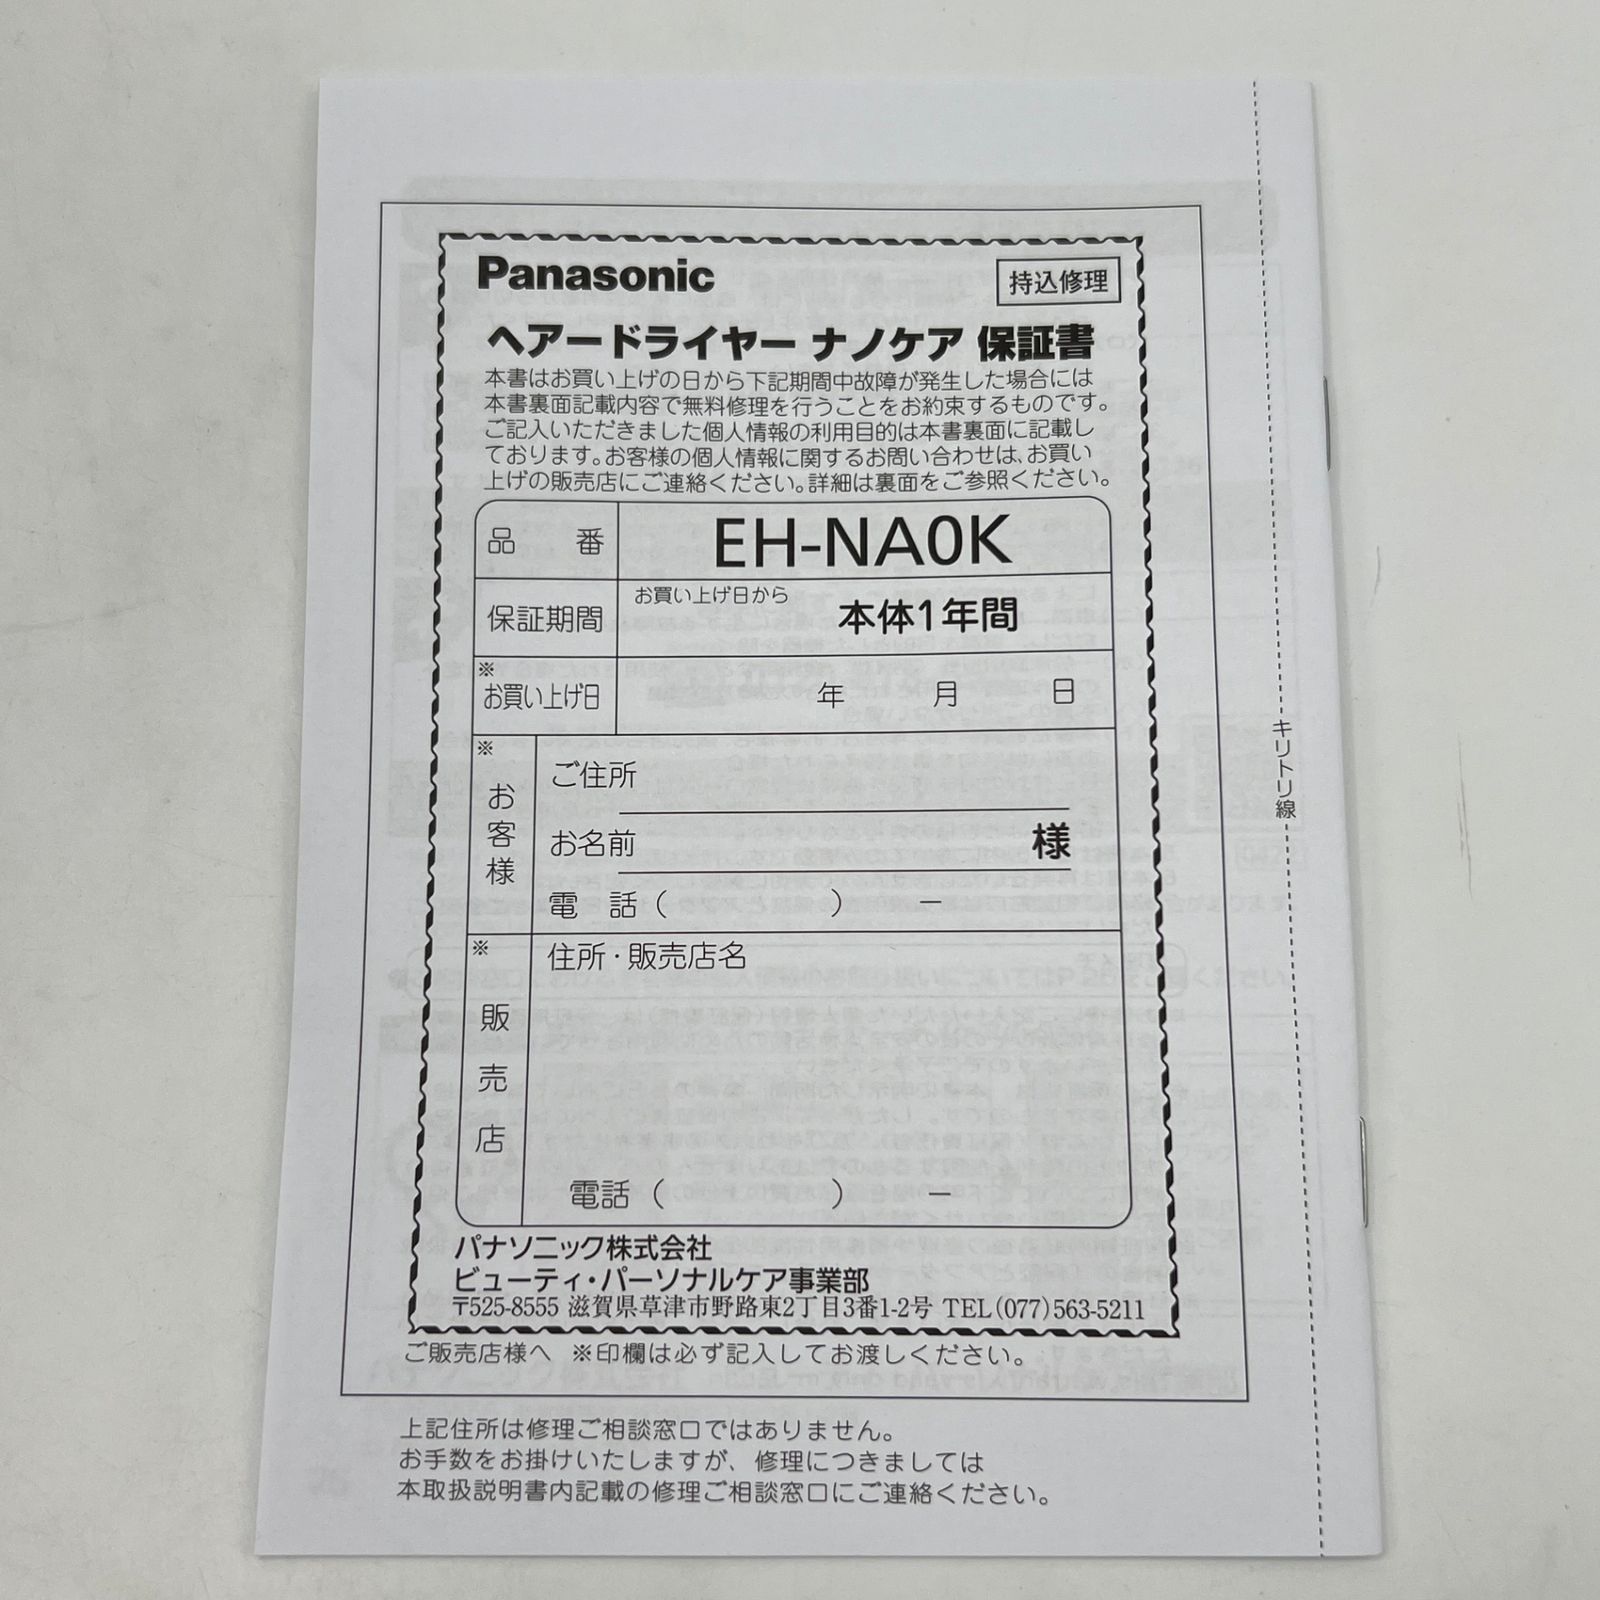 Panasonic
持込修理
ヘアードライヤー ナノケア 保証書
本書はお買い上げの日から下記期間中故障が発生した場合には
本書裏面記載内容で無料修理を行うことをお約束するものです。
ご記入いただきました個人情報の利用目的は本書裏面に記載し
ております。お客様の個人情報に関するお問い合わせは、お買い
上げの販売店にご連絡ください。詳細は裏面をご参照ください。
品 番 EH-NA0K
保証期間 お買い上げ日から 本体1年間
※
お買い上げ日 年 月 日
※
お客様
ご住所
お名前 様
電 話 ( ) ー
※
販売店
住所・販売店名
電話 ( ) ー
パナソニック株式会社
ビューティ・パーソナルケア事業部
〒525-8555 滋賀県草津市野路東2丁目3番1-2号 TEL (077) 563-5211
ご販売店様へ ※印欄は必ず記入してお渡しください。
上記住所は修理ご相談窓口ではありません。
お手数をお掛けいたしますが、修理につきましては
本取扱説明書内記載の修理ご相談窓口にご連絡ください。
キリトリ線